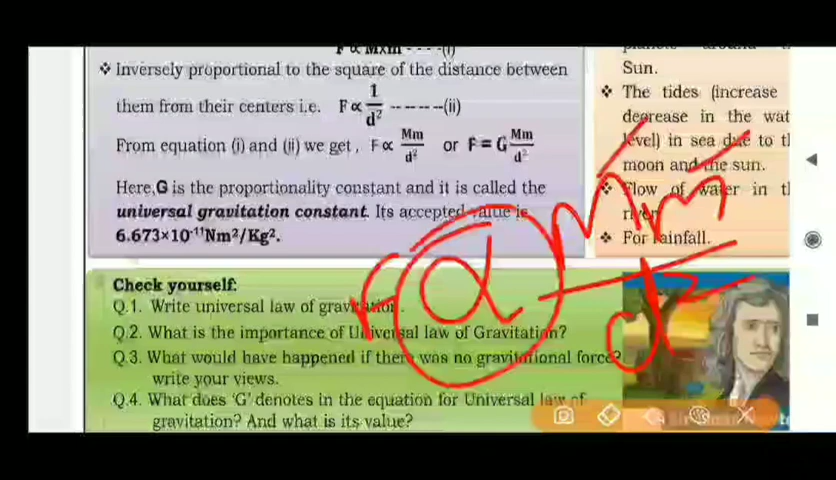 F ∝ M×m - - - -(i)
❖ Inversely proportional to the square of the distance between
them from their centers i.e. F ∝ 1/d² - - - - -(ii)
From equation (i) and (ii) we get, F ∝ Mm/d² or F = G Mm/d²
Here,G is the proportionality constant and it is called the
universal gravitation constant. Its accepted value is
6.673×10⁻¹¹Nm²/Kg².
Sun.
❖ The tides (increase
degrease in the wat
level) in sea due to t
moon and the sun.
❖ Flow of water in t
river
❖ For rainfall.
Check yourself:
Q.1. Write universal law of gravitation.
Q.2. What is the importance of Universal law of Gravitation?
Q.3. What would have happened if there was no gravitational force?
write your views.
Q.4. What does 'G' denotes in the equation for Universal law of
gravitation? And what is its value?
F α Mm
d²